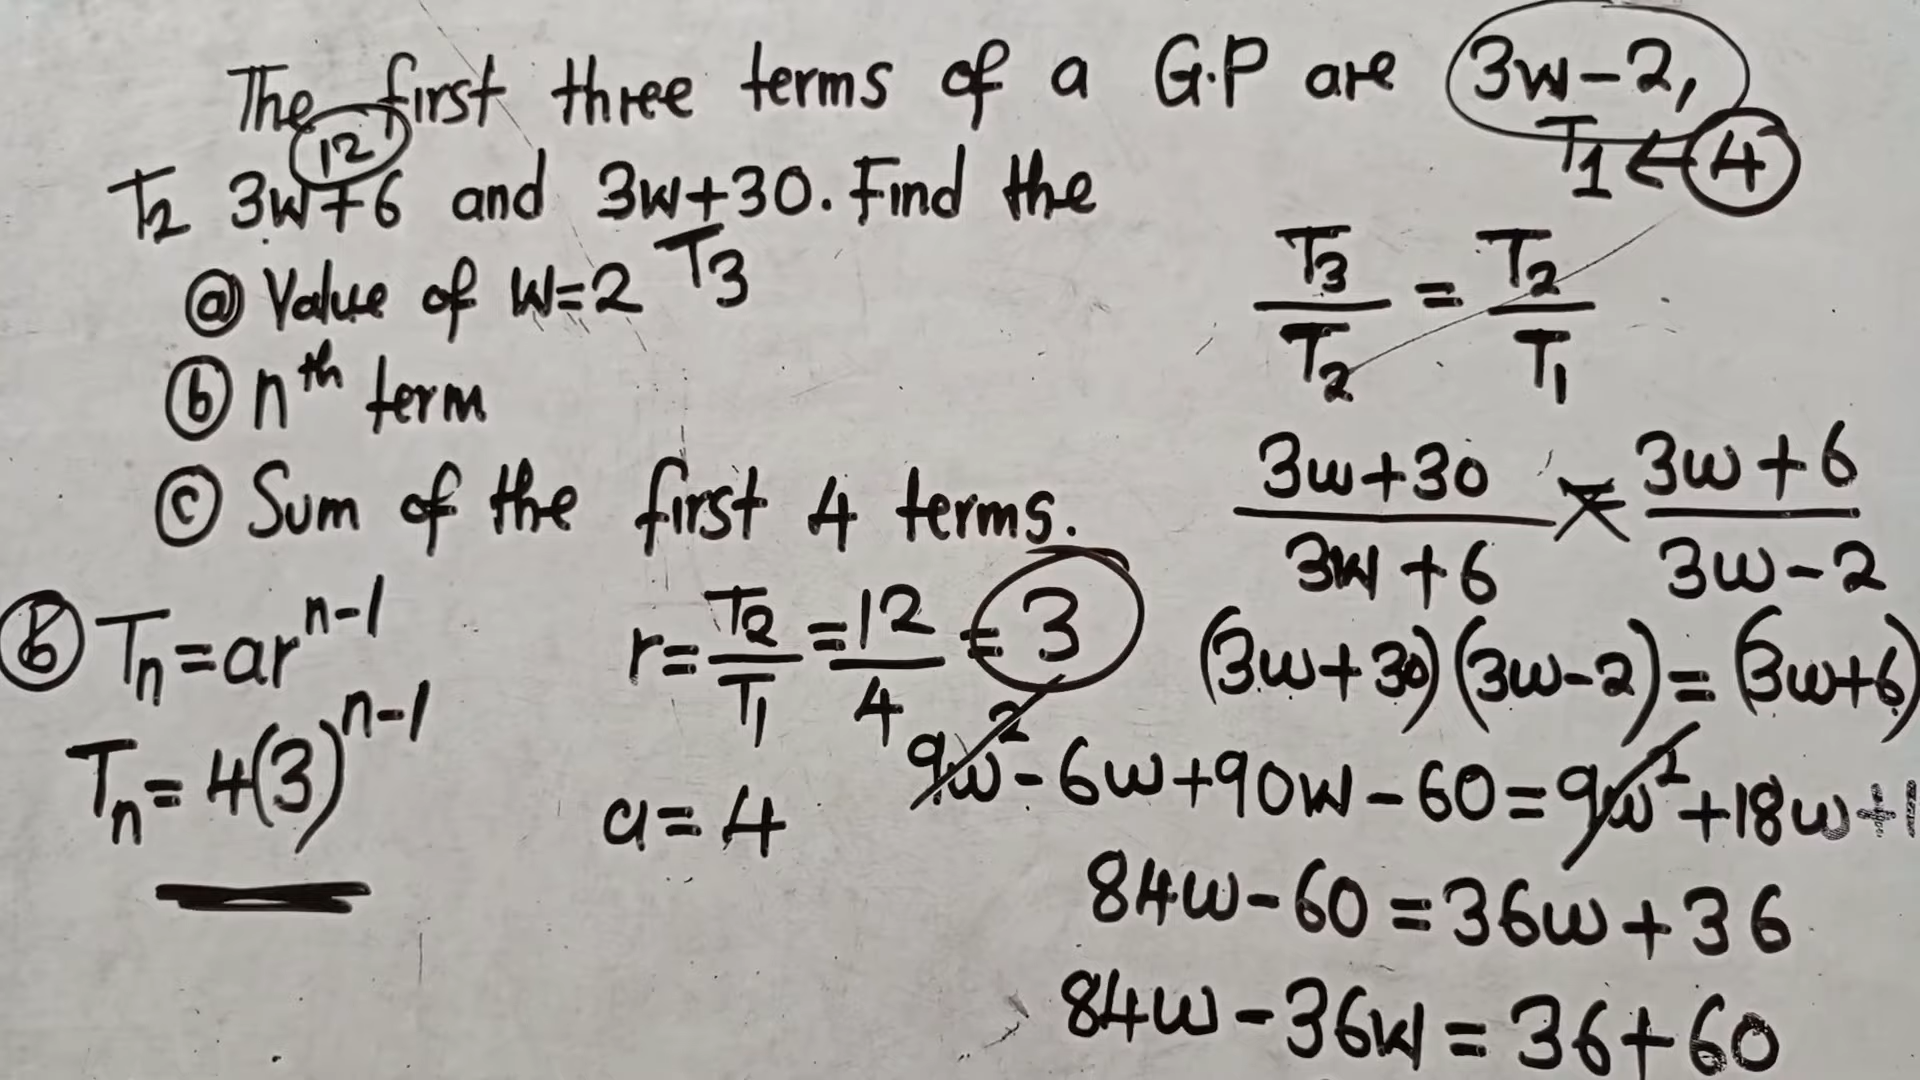 The first three terms of a G.P are 3w-2,
T1 ← 4
12
T2 3w+6 and 3w+30. Find the
T3
ⓐ Value of w=2
ⓑ nth term
ⓒ Sum of the first 4 terms.
T3/T2 = T2/T1
(3w+30)/(3w+6) = (3w+6)/(3w-2)
(3w+30)(3w-2)=(3w+6)
9w²-6w+90w-60=9w²+18w+1
84w-60=36w+36
84w-36w=36+60
ⓑ Tn=ar^(n-1)
Tn=4(3)^(n-1)
r=T2/T1=12/4=3
a=4